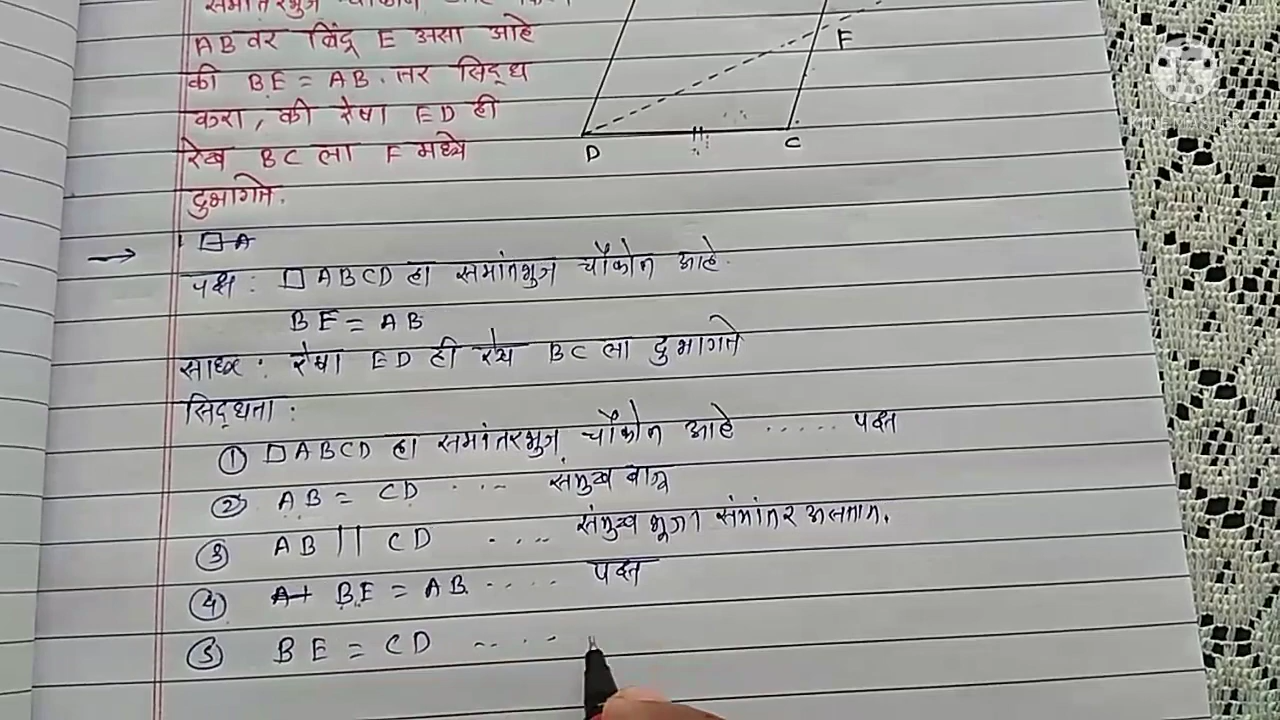 समांतरभुज चौकोन आहे
AB वर बिंदू E असा आहे
की BE = AB. तर सिद्ध
करा, की रेषा ED ही
रेख BC ला F मध्ये
दुभागते.
F
D
C
→ □A
पक्ष : □ABCD हा समांतभुज चौकोन आहे.
BE = AB
साध्य : रेषा ED ही रेख BC ला दुभागते
सिद्धता :
① □ABCD हा समांतरभुज चौकोन आहे ..... पक्ष
② AB = CD .... संमुख बाजू
③ AB || CD .... संमुख भूजा संमांतर असतात.
④ BE = AB ..... पक्ष
⑤ BE = CD ....